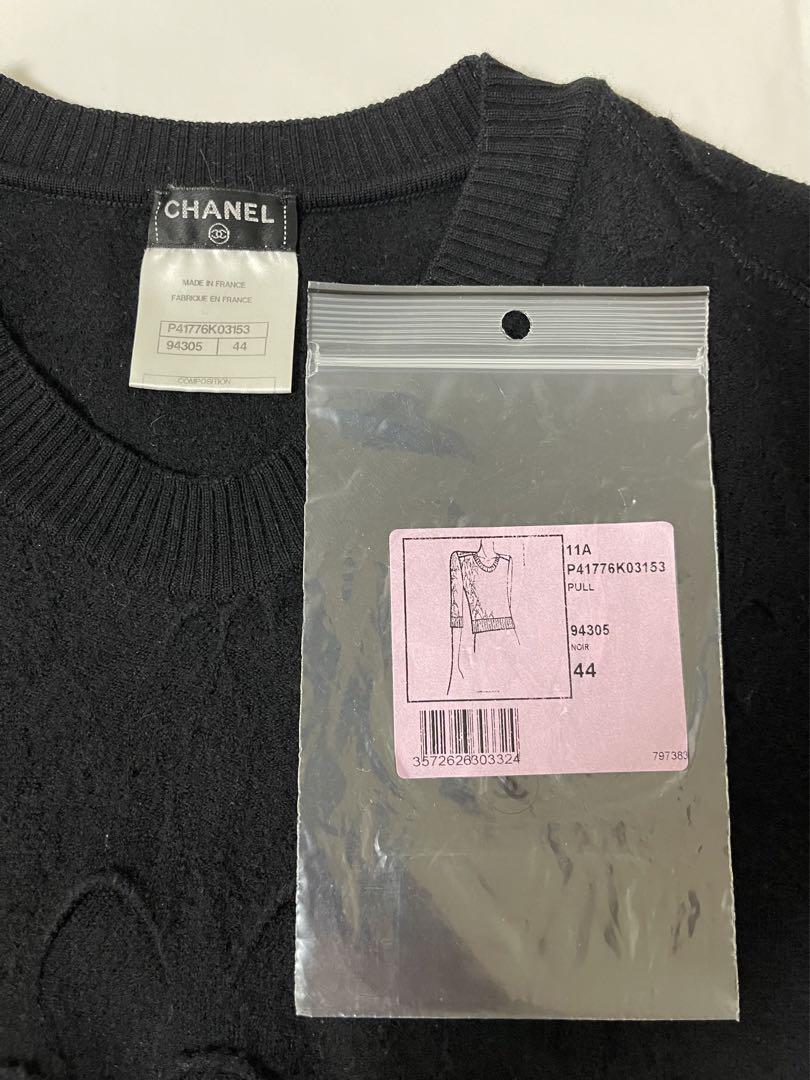 CHANEL
MADE IN FRANCE
FABRIQUE EN FRANCE
P41776K03153
94305 44
COMPOSITION
11A
P41776K03153
PULL
94305
NOIR
44
3572626303324
797383